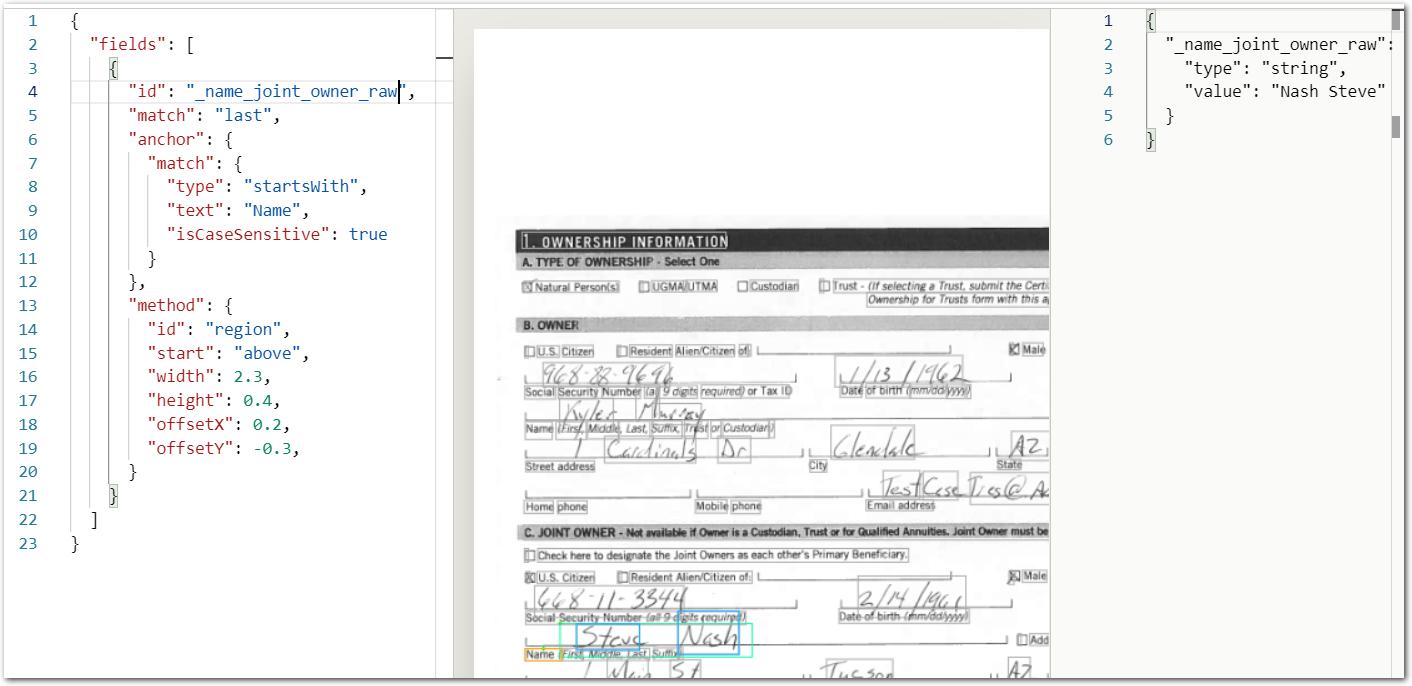 1 {
2 "fields": [
3 {
4 "id": "_name_joint_owner_raw",
5 "match": "last",
6 "anchor": {
7 "match": {
8 "type": "startsWith",
9 "text": "Name",
10 "isCaseSensitive": true
11 }
12 },
13 "method": {
14 "id": "region",
15 "start": "above",
16 "width": 2.3,
17 "height": 0.4,
18 "offsetX": 0.2,
19 "offsetY": -0.3,
20 }
21 }
22 ]
23 }
1. OWNERSHIP INFORMATION
A. TYPE OF OWNERSHIP - Select One
Natural Person(s) UGMA/UTMA Custodian Trust - (If selecting a Trust, submit the Certi
Ownership for Trusts form with this a
B. OWNER
U.S. Citizen Resident Alien/Citizen of: Male
968-88-9696 1/13/1962
Social Security Number (all 9 digits required) or Tax ID Date of birth (mm/dd/yyyy)
Kyler Murray
Name (First, Middle, Last, Suffix, Trust or Custodian)
1 Cardinals Dr Glendale AZ
Street address City State
TestCase Ties@
Home phone Mobile phone Email address
C. JOINT OWNER - Not available if Owner is a Custodian, Trust or for Qualified Annuities. Joint Owner must be
Check here to designate the Joint Owners as each other's Primary Beneficiary.
U.S. Citizen Resident Alien/Citizen of: Male
668-11-3344 2/14/1961
Social Security Number (all 9 digits required) Date of birth (mm/dd/yyyy)
Steve Nash Add
Name (First, Middle, Last, Suffix)
1 Main St Tucson AZ
1 {
2 "_name_joint_owner_raw":
3 "type": "string",
4 "value": "Nash Steve"
5 }
6 }